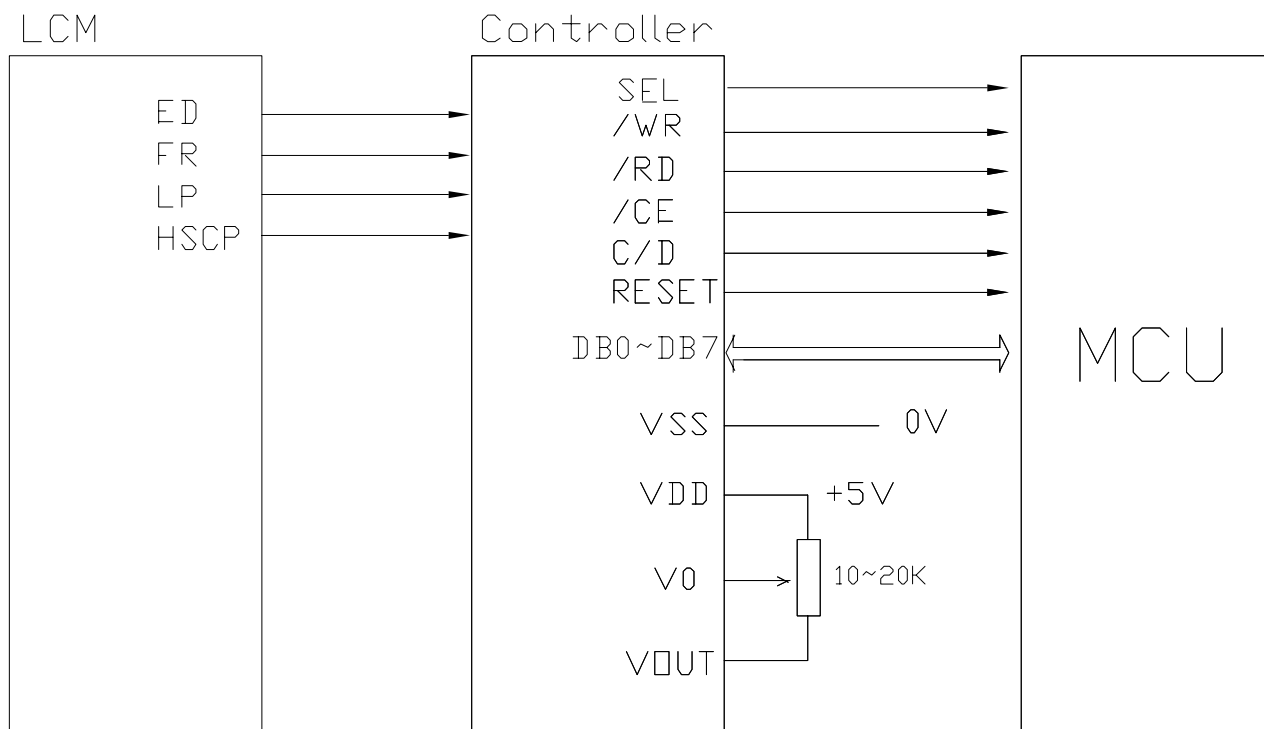 LCM
Controller
ED
FR
LP
HSCP
SEL
/WR
/RD
/CE
C/D
RESET
DB0~DB7
MCU
VSS
0V
VDD
+5V
V0
10~20K
VOUT